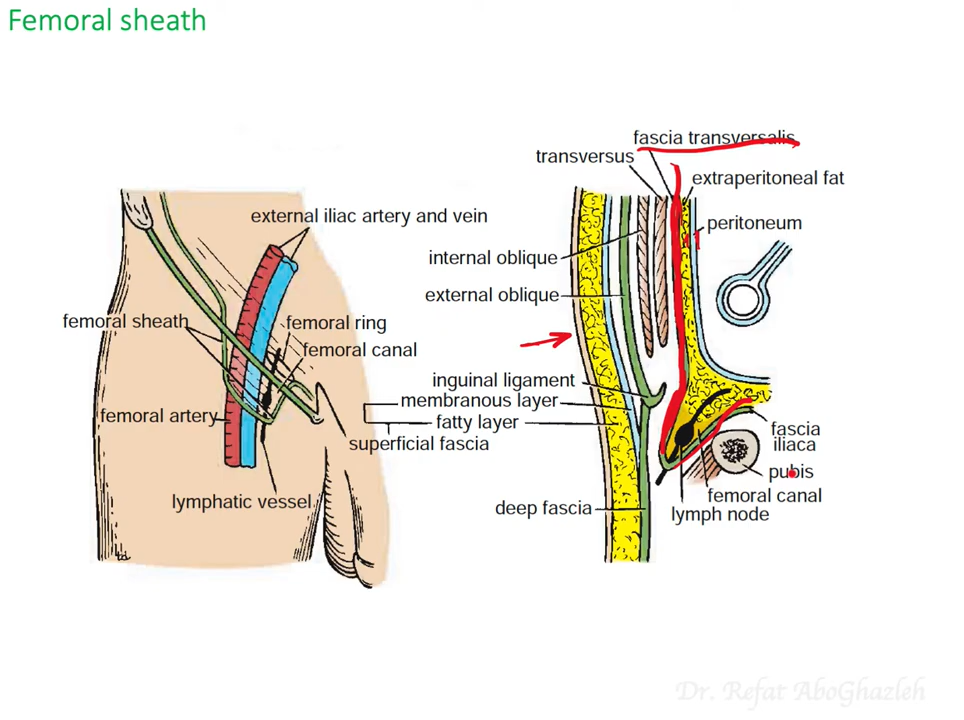 Femoral sheath
fascia transversalis
transversus
extraperitoneal fat
external iliac artery and vein
peritoneum
internal oblique
external oblique
femoral sheath
femoral ring
femoral canal
inguinal ligament
membranous layer
femoral artery
fatty layer
superficial fascia
fascia
iliaca
pubis
lymphatic vessel
femoral canal
deep fascia
lymph node
Dr. Refat AboGhazleh